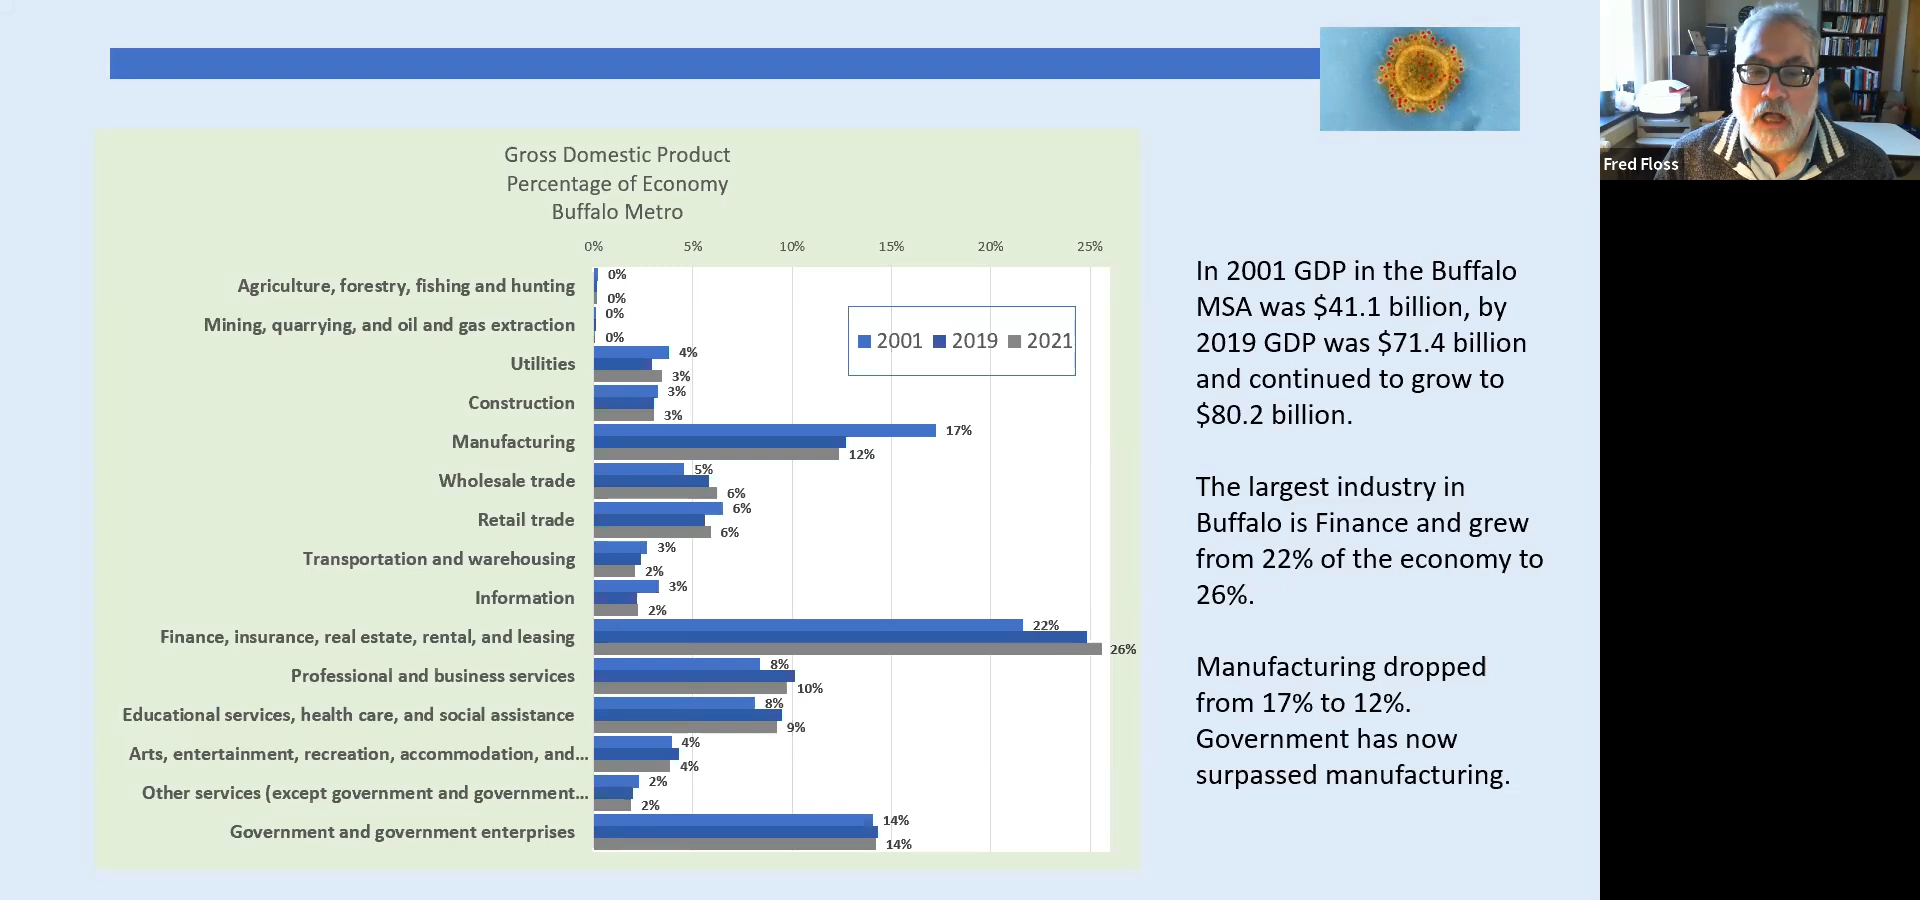 Gross Domestic Product
Percentage of Economy
Buffalo Metro
0% 5% 10% 15% 20% 25%
Agriculture, forestry, fishing and hunting 0% 0%
Mining, quarrying, and oil and gas extraction 0% 0%
Utilities 4% 3%
Construction 3% 3%
Manufacturing 17% 12%
Wholesale trade 5% 6%
Retail trade 6% 6%
Transportation and warehousing 3% 2%
Information 3% 2%
Finance, insurance, real estate, rental, and leasing 22% 26%
Professional and business services 8% 10%
Educational services, health care, and social assistance 8% 9%
Arts, entertainment, recreation, accommodation, and... 4% 4%
Other services (except government and government... 2% 2%
Government and government enterprises 14% 14%
2001 2019 2021
In 2001 GDP in the Buffalo
MSA was $41.1 billion, by
2019 GDP was $71.4 billion
and continued to grow to
$80.2 billion.
The largest industry in
Buffalo is Finance and grew
from 22% of the economy to
26%.
Manufacturing dropped
from 17% to 12%.
Government has now
surpassed manufacturing.
Fred Floss